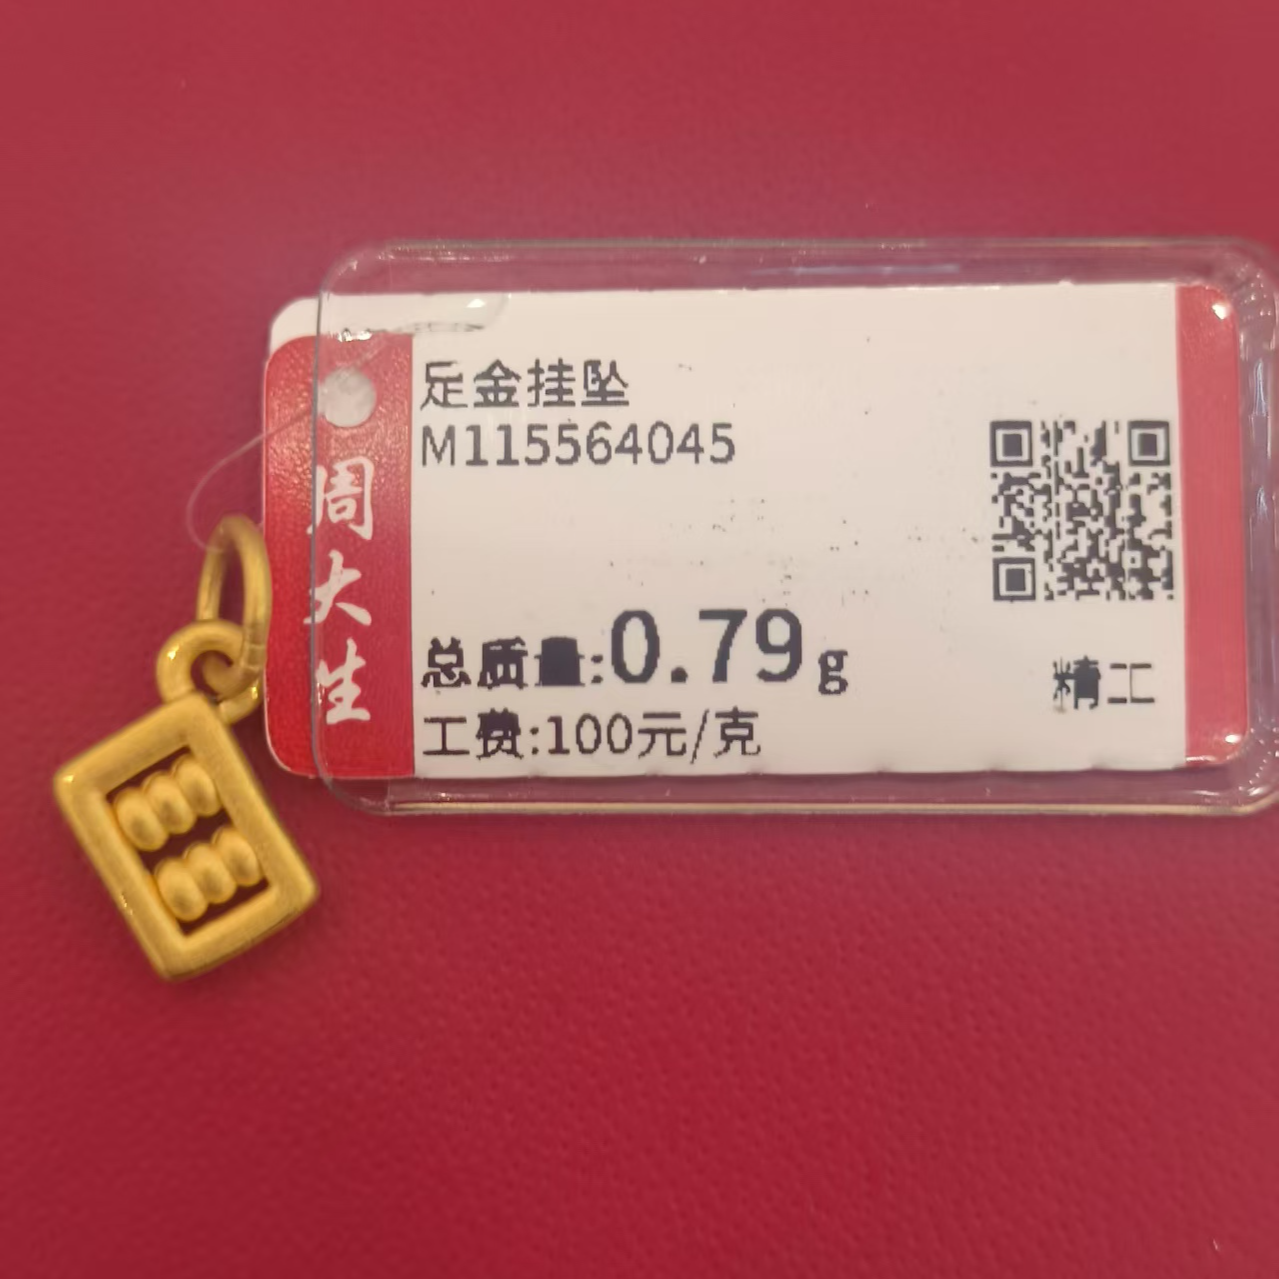 周大生
足金挂坠
M115564045
总质量:0.79g
工费:100元/克
精工